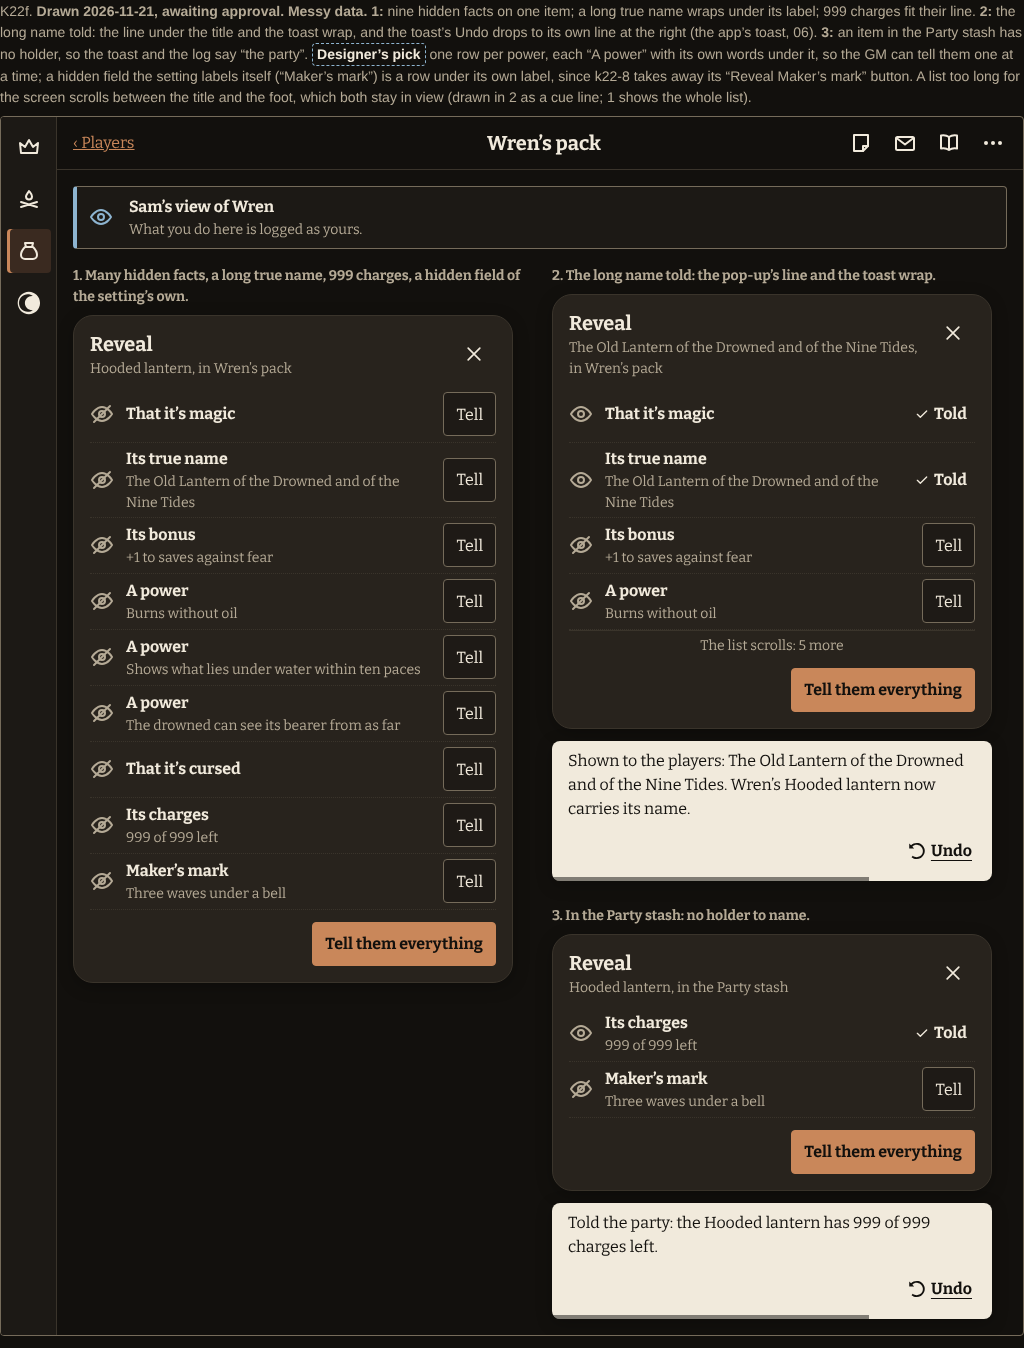 K22f. Drawn 2026-11-21, awaiting approval. Messy data. 1: nine hidden facts on one item; a long true name wraps under its label; 999 charges fit their line. 2: the
long name told: the line under the title and the toast wrap, and the toast's Undo drops to its own line at the right (the app's toast, 06). 3: an item in the Party stash has
no holder, so the toast and the log say “the party”. Designer's pick one row per power, each “A power” with its own words under it, so the GM can tell them one at
a time; a hidden field the setting labels itself (“Maker's mark”) is a row under its own label, since k22-8 takes away its “Reveal Maker's mark” button. A list too long for
the screen scrolls between the title and the foot, which both stay in view (drawn in 2 as a cue line; 1 shows the whole list).
‹ Players
Wren’s pack
Sam’s view of Wren
What you do here is logged as yours.
1. Many hidden facts, a long true name, 999 charges, a hidden field of
the setting’s own.
Reveal
Hooded lantern, in Wren’s pack
That it’s magic
Tell
Its true name
The Old Lantern of the Drowned and of the
Nine Tides
Tell
Its bonus
+1 to saves against fear
Tell
A power
Burns without oil
Tell
A power
Shows what lies under water within ten paces
Tell
A power
The drowned can see its bearer from as far
Tell
That it’s cursed
Tell
Its charges
999 of 999 left
Tell
Maker’s mark
Three waves under a bell
Tell
Tell them everything
2. The long name told: the pop-up’s line and the toast wrap.
Reveal
The Old Lantern of the Drowned and of the Nine Tides,
in Wren’s pack
That it’s magic
Told
Its true name
The Old Lantern of the Drowned and of the
Nine Tides
Told
Its bonus
+1 to saves against fear
Tell
A power
Burns without oil
Tell
The list scrolls: 5 more
Tell them everything
Shown to the players: The Old Lantern of the Drowned
and of the Nine Tides. Wren’s Hooded lantern now
carries its name.
Undo
3. In the Party stash: no holder to name.
Reveal
Hooded lantern, in the Party stash
Its charges
999 of 999 left
Told
Maker’s mark
Three waves under a bell
Tell
Tell them everything
Told the party: the Hooded lantern has 999 of 999
charges left.
Undo